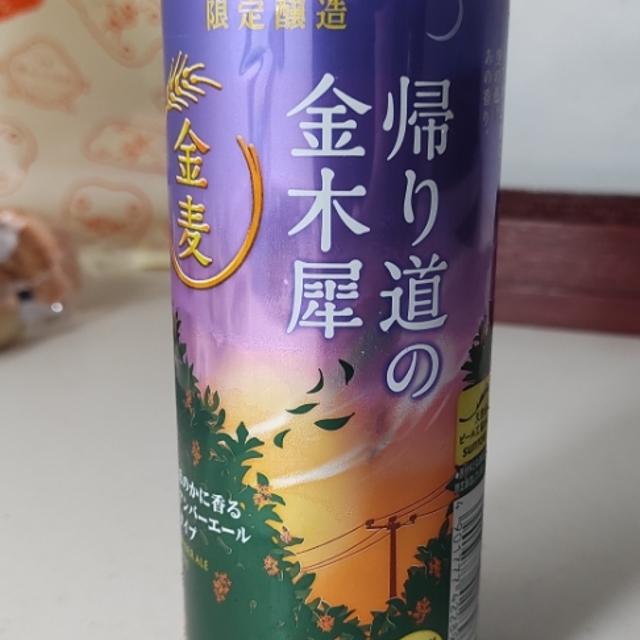 限定醸造
金麦
帰り道の
金木犀
のかに香る
ンバーエール
イプ